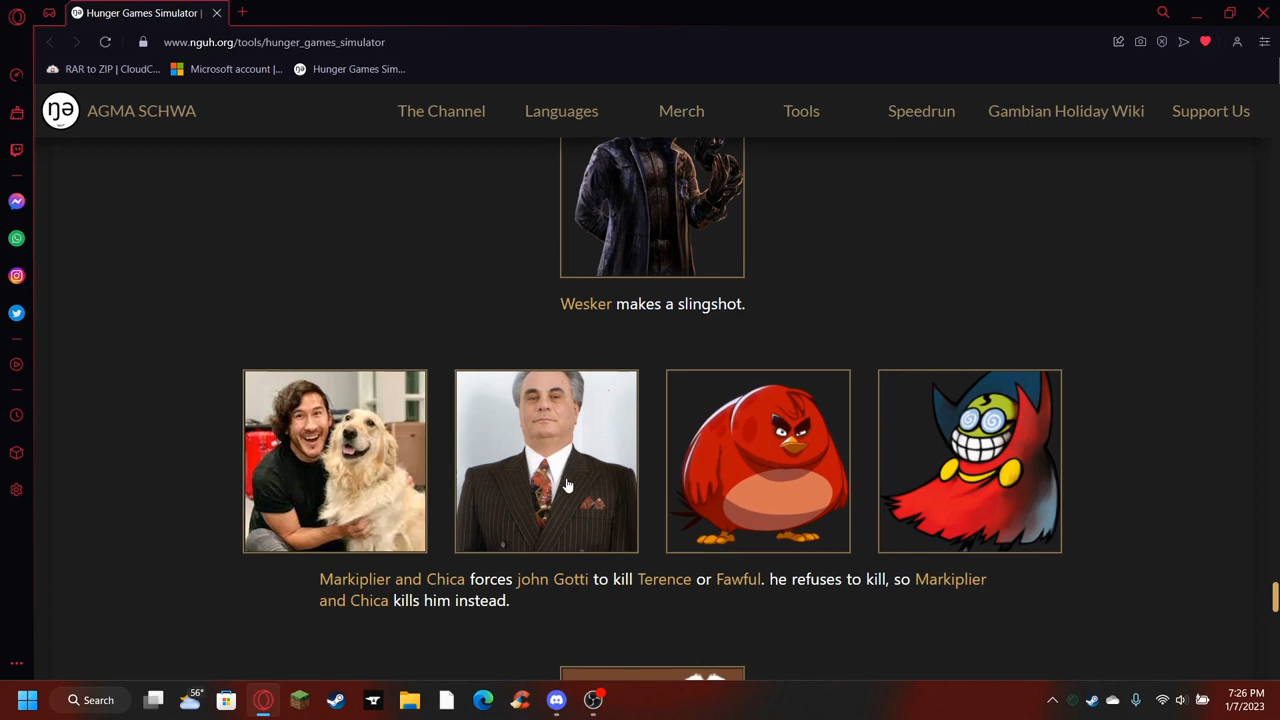 Hunger Games Simulator |
www.nguh.org/tools/hunger_games_simulator
RAR to ZIP | CloudC... Microsoft account |... Hunger Games Sim...
ŋə AGMA SCHWA The Channel Languages Merch Tools Speedrun Gambian Holiday Wiki Support Us
Wesker makes a slingshot.
Markiplier and Chica forces john Gotti to kill Terence or Fawful. he refuses to kill, so Markiplier
and Chica kills him instead.
56°
Search
7:26 PM
1/7/2023